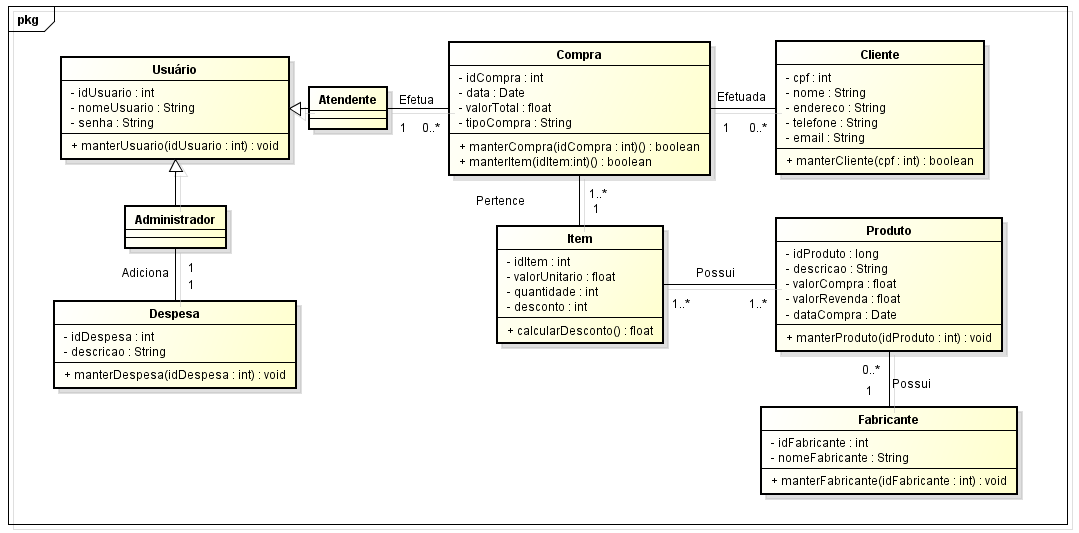 pkg
Usuário
- idUsuario : int
- nomeUsuario : String
- senha : String
+ manterUsuario(idUsuario : int) : void
Atendente
Efetua
1
0..*
Compra
- idCompra : int
- data : Date
- valorTotal : float
- tipoCompra : String
+ manterCompra(idCompra : int)() : boolean
+ manterItem(idItem:int)() : boolean
Efetuada
1
0..*
Cliente
- cpf : int
- nome : String
- endereco : String
- telefone : String
- email : String
+ manterCliente(cpf : int) : boolean
Administrador
Adiciona
1
1
Despesa
- idDespesa : int
- descricao : String
+ manterDespesa(idDespesa : int) : void
Pertence
1..*
1
Item
- idItem : int
- valorUnitario : float
- quantidade : int
- desconto : int
+ calcularDesconto() : float
Possui
1..*
1..*
Produto
- idProduto : long
- descricao : String
- valorCompra : float
- valorRevenda : float
- dataCompra : Date
+ manterProduto(idProduto : int) : void
0..*
1
Possui
Fabricante
- idFabricante : int
- nomeFabricante : String
+ manterFabricante(idFabricante : int) : void